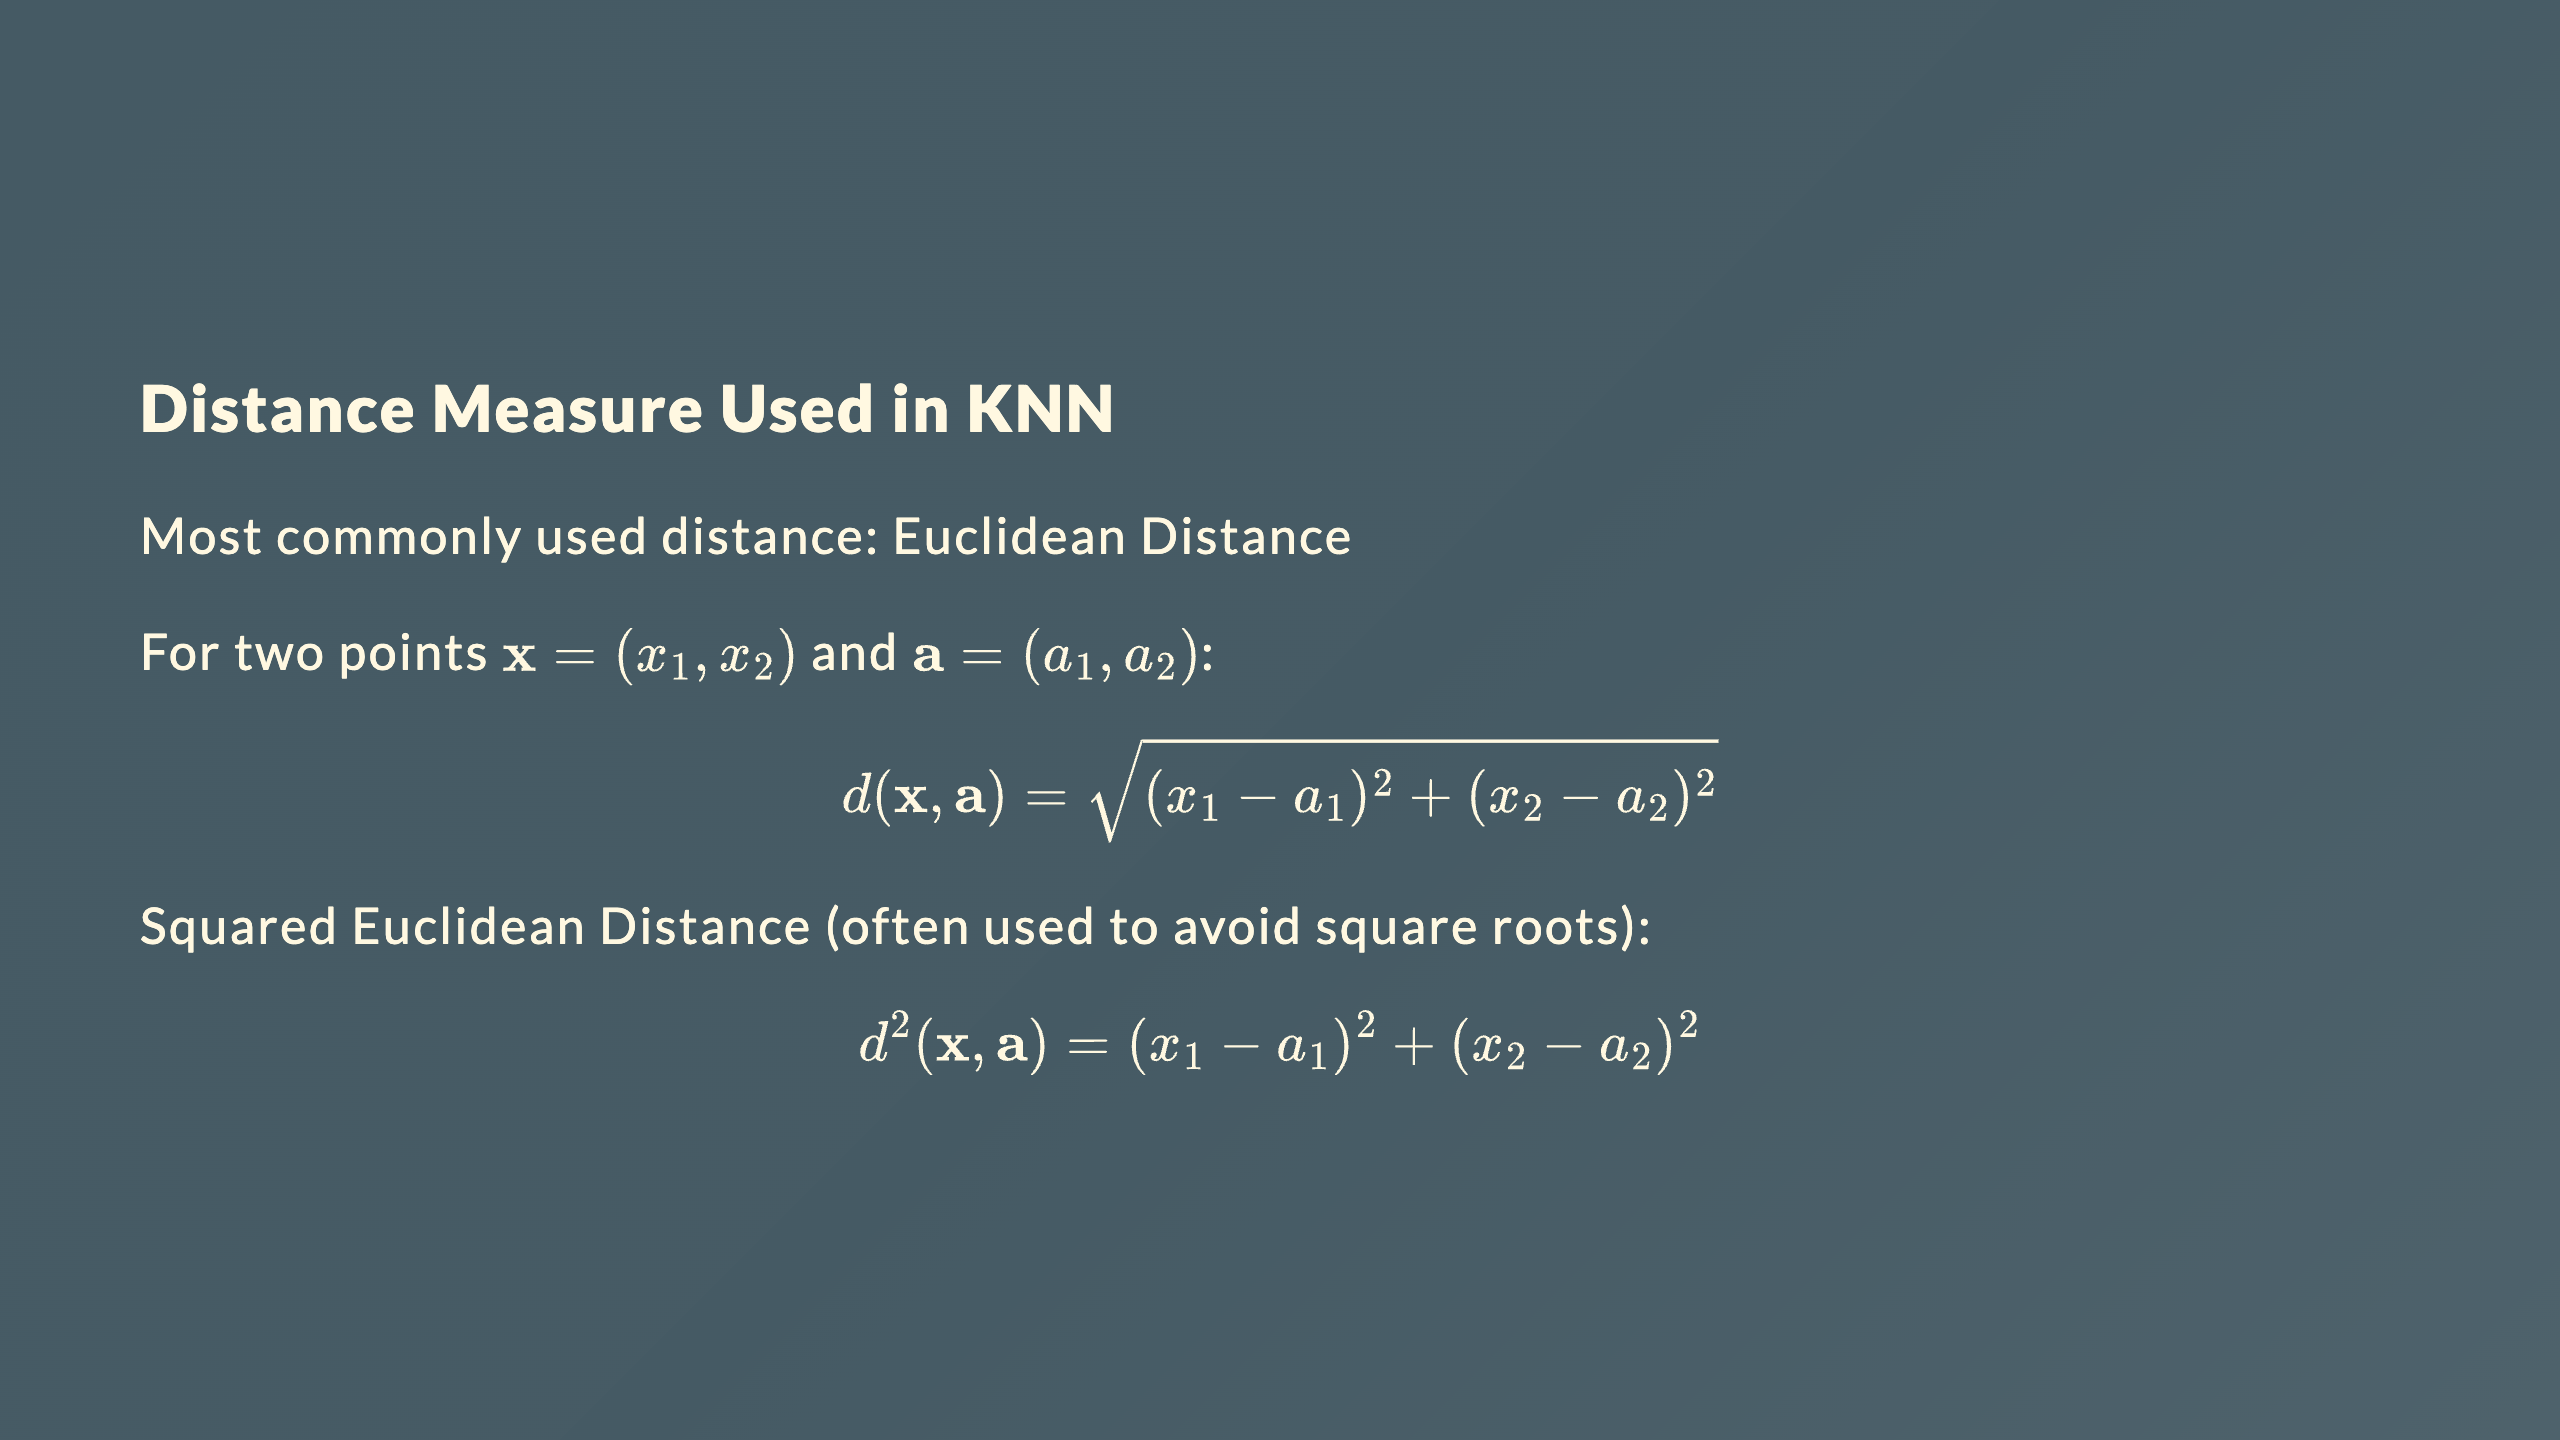 Distance Measure Used in KNN
Most commonly used distance: Euclidean Distance
For two points x = (x₁, x₂) and a = (a₁, a₂):
d(x, a) = √((x₁ − a₁)² + (x₂ − a₂)²)
Squared Euclidean Distance (often used to avoid square roots):
d²(x, a) = (x₁ − a₁)² + (x₂ − a₂)²